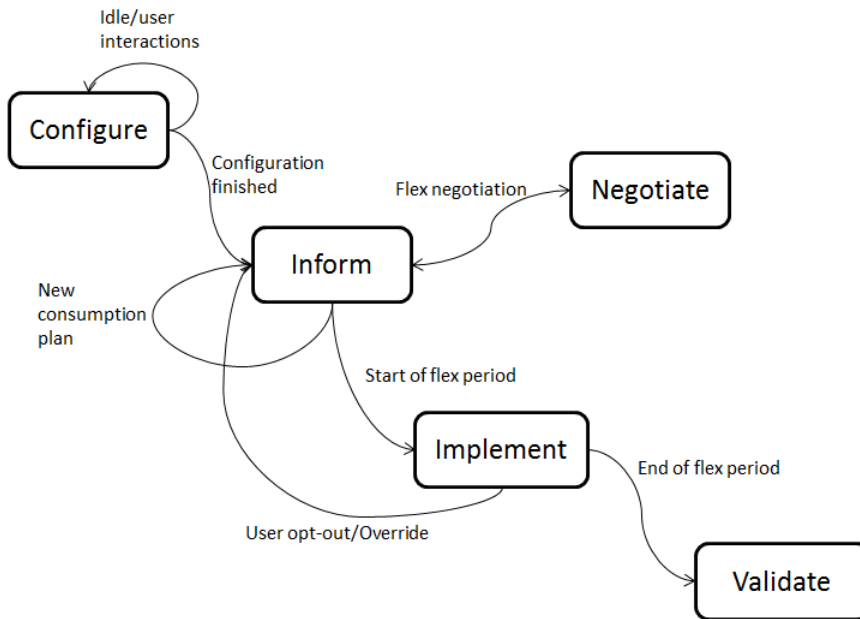 Idle/user
interactions
Configure
Configuration
finished
Flex negotiation
Negotiate
Inform
New
consumption
plan
Start of flex period
Implement
End of flex period
User opt-out/Override
Validate